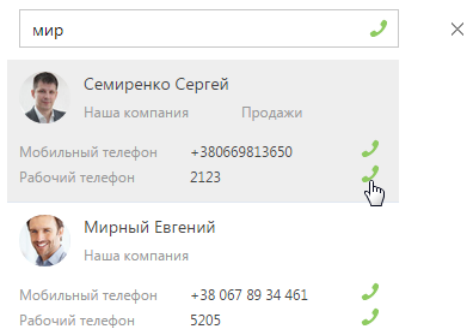 мир
Семиренко Сергей
Наша компания Продажи
Мобильный телефон +380669813650
Рабочий телефон 2123
Мирный Евгений
Наша компания
Мобильный телефон +38 067 89 34 461
Рабочий телефон 5205